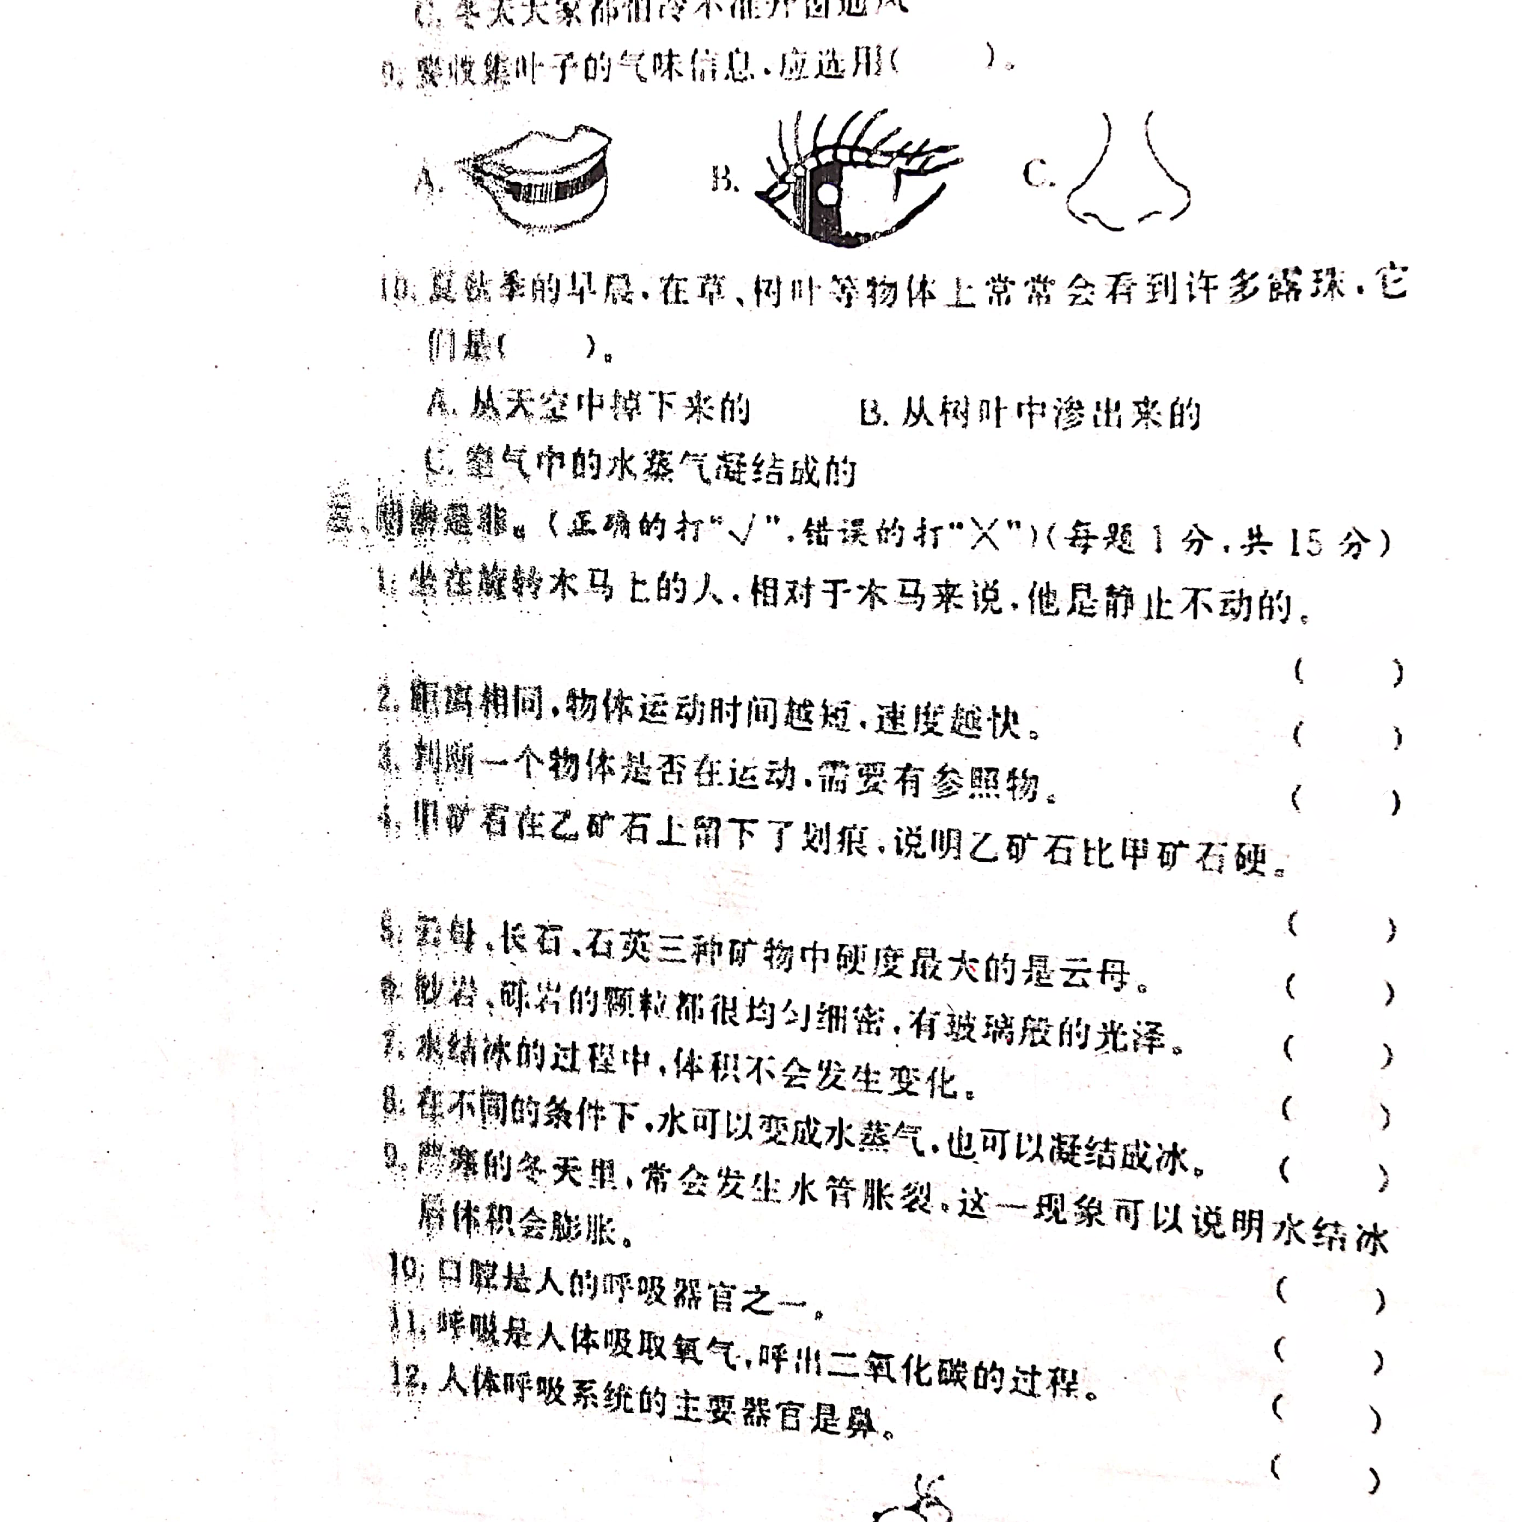 C. 冬天大家都怕冷不准开窗通风
9. 要收集叶子的气味信息,应选用(　　)。
A.　B.　C.
10. 夏秋季的早晨,在草、树叶等物体上常常会看到许多露珠,它
们是(　　)。
A. 从天空中掉下来的　B. 从树叶中渗出来的
C. 空气中的水蒸气凝结成的
三、明辨是非。(正确的打“√”,错误的打“╳”)(每题 1 分,共 15 分)
1. 坐在旋转木马上的人,相对于木马来说,他是静止不动的。
(　　)
2. 距离相同,物体运动时间越短,速度越快。(　　)
3. 判断一个物体是否在运动,需要有参照物。(　　)
4. 甲矿石在乙矿石上留下了划痕,说明乙矿石比甲矿石硬。
(　　)
5. 云母、长石、石英三种矿物中硬度最大的是云母。(　　)
6. 砂岩、砾岩的颗粒都很均匀细密,有玻璃般的光泽。(　　)
7. 水结冰的过程中,体积不会发生变化。(　　)
8. 在不同的条件下,水可以变成水蒸气,也可以凝结成冰。(　　)
9. 严寒的冬天里,常会发生水管胀裂,这一现象可以说明水结冰
后体积会膨胀。(　　)
10. 口腔是人的呼吸器官之一。(　　)
11. 呼吸是人体吸取氧气,呼出二氧化碳的过程。(　　)
12. 人体呼吸系统的主要器官是鼻。(　　)